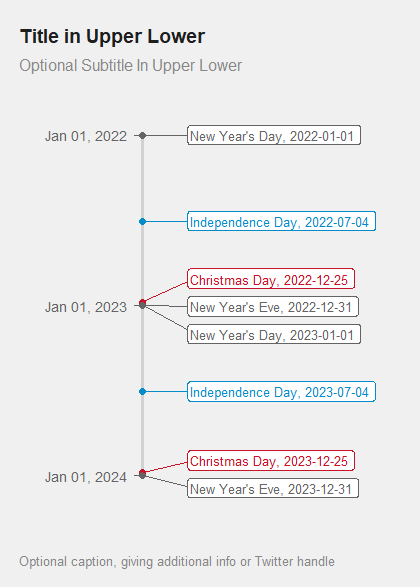 Title in Upper Lower
Optional Subtitle In Upper Lower
Jan 01, 2022
New Year's Day, 2022-01-01
Independence Day, 2022-07-04
Christmas Day, 2022-12-25
Jan 01, 2023
New Year's Eve, 2022-12-31
New Year's Day, 2023-01-01
Independence Day, 2023-07-04
Christmas Day, 2023-12-25
Jan 01, 2024
New Year's Eve, 2023-12-31
Optional caption, giving additional info or Twitter handle